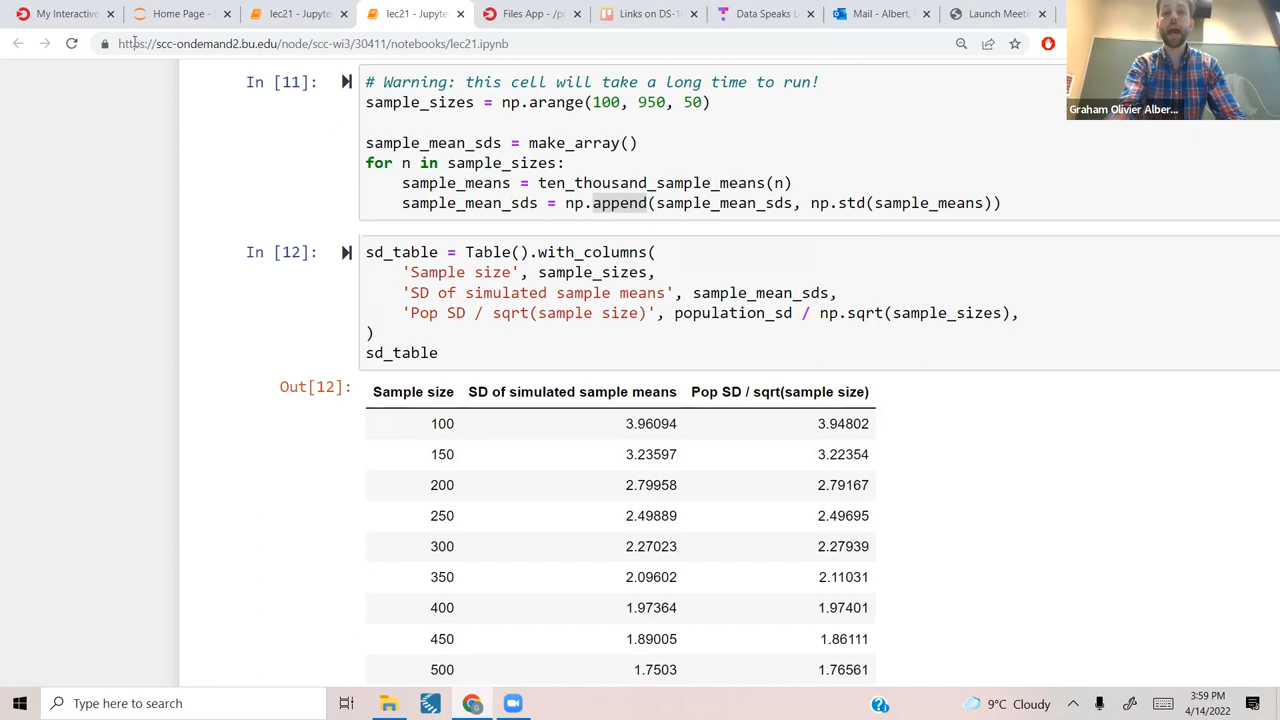 My Interactive
Home Page -
lec21 - Jupyte
lec21 - Jupyte
Files App - /pr
Links on DS-1
Data Speaks L
Mail - Albert,
Launch Meeti
https://scc-ondemand2.bu.edu/node/scc-wi3/30411/notebooks/lec21.ipynb
Graham Olivier Alber...
In [11]:
# Warning: this cell will take a long time to run!
sample_sizes = np.arange(100, 950, 50)
sample_mean_sds = make_array()
for n in sample_sizes:
sample_means = ten_thousand_sample_means(n)
sample_mean_sds = np.append(sample_mean_sds, np.std(sample_means))
In [12]:
sd_table = Table().with_columns(
'Sample size', sample_sizes,
'SD of simulated sample means', sample_mean_sds,
'Pop SD / sqrt(sample size)', population_sd / np.sqrt(sample_sizes),
)
sd_table
Out[12]:
Sample size SD of simulated sample means Pop SD / sqrt(sample size)
100 3.96094 3.94802
150 3.23597 3.22354
200 2.79958 2.79167
250 2.49889 2.49695
300 2.27023 2.27939
350 2.09602 2.11031
400 1.97364 1.97401
450 1.89005 1.86111
500 1.7503 1.76561
Type here to search
9°C Cloudy
3:59 PM
4/14/2022